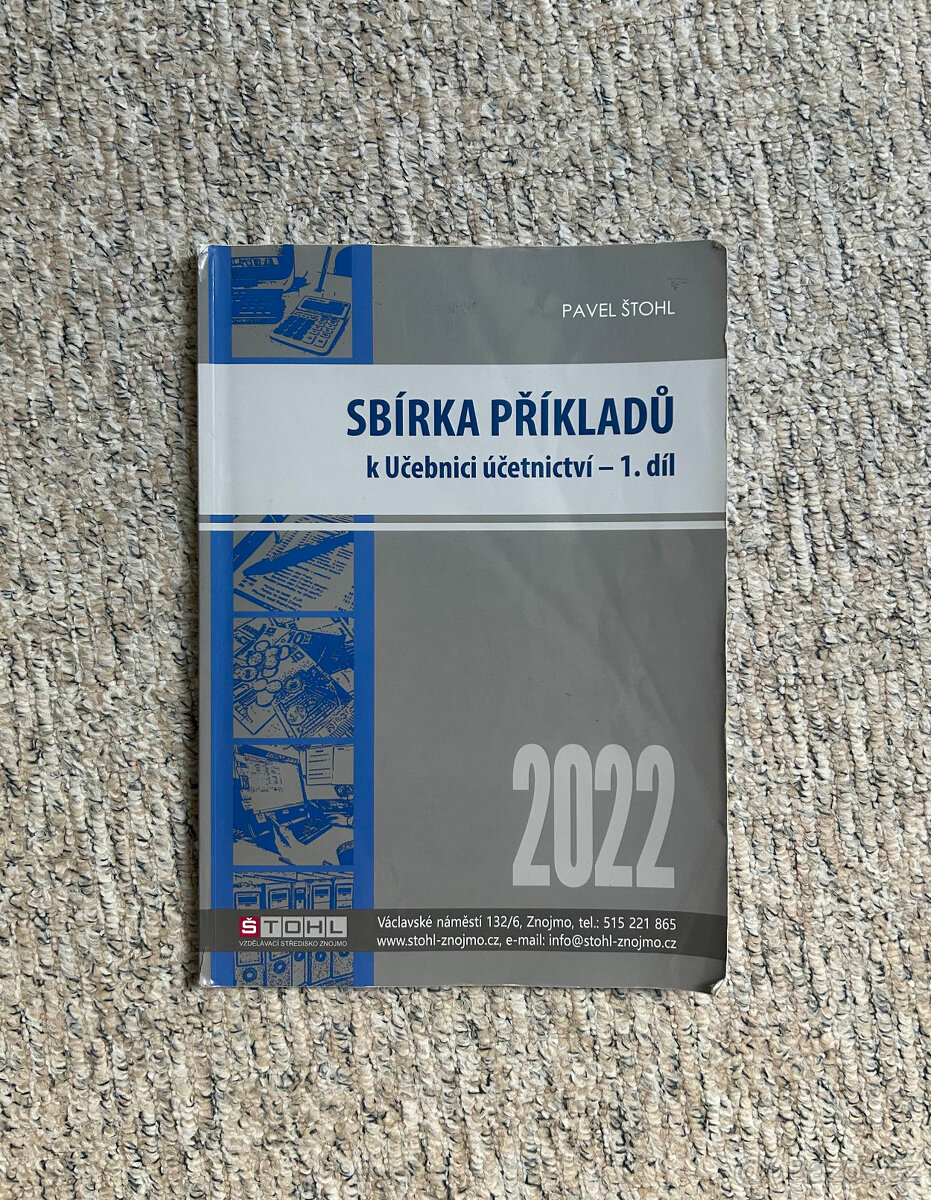 PAVEL ŠTOHL
SBÍRKA PŘÍKLADŮ
k Učebnici účetnictví – 1. díl
2022
ŠTOHL
VZDĚLÁVACÍ STŘEDISKO ZNOJMO
Václavské náměstí 132/6, Znojmo, tel.: 515 221 865
www.stohl-znojmo.cz, e-mail: info@stohl-znojmo.cz